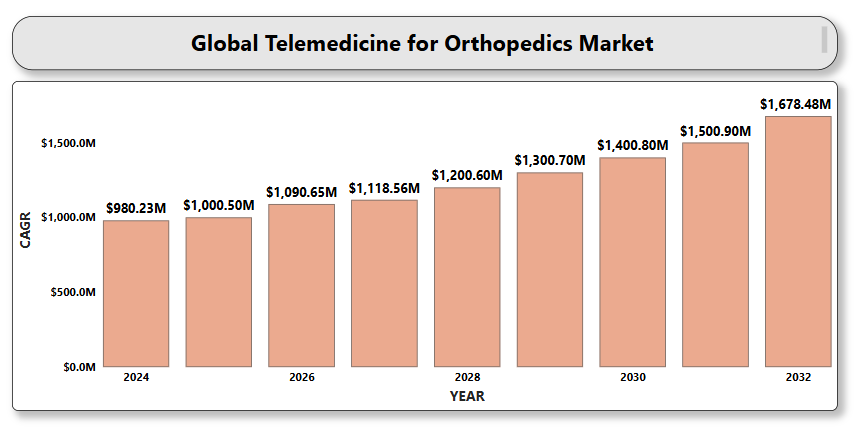 Global Telemedicine for Orthopedics Market
$1,678.48M
$1,500.90M
$1,400.80M
$1,300.70M
$1,200.60M
$1,118.56M
$1,090.65M
$1,000.50M
$980.23M
$1,500.0M
$1,000.0M
$500.0M
$0.0M
CAGR
2024 2026 2028 2030 2032
YEAR